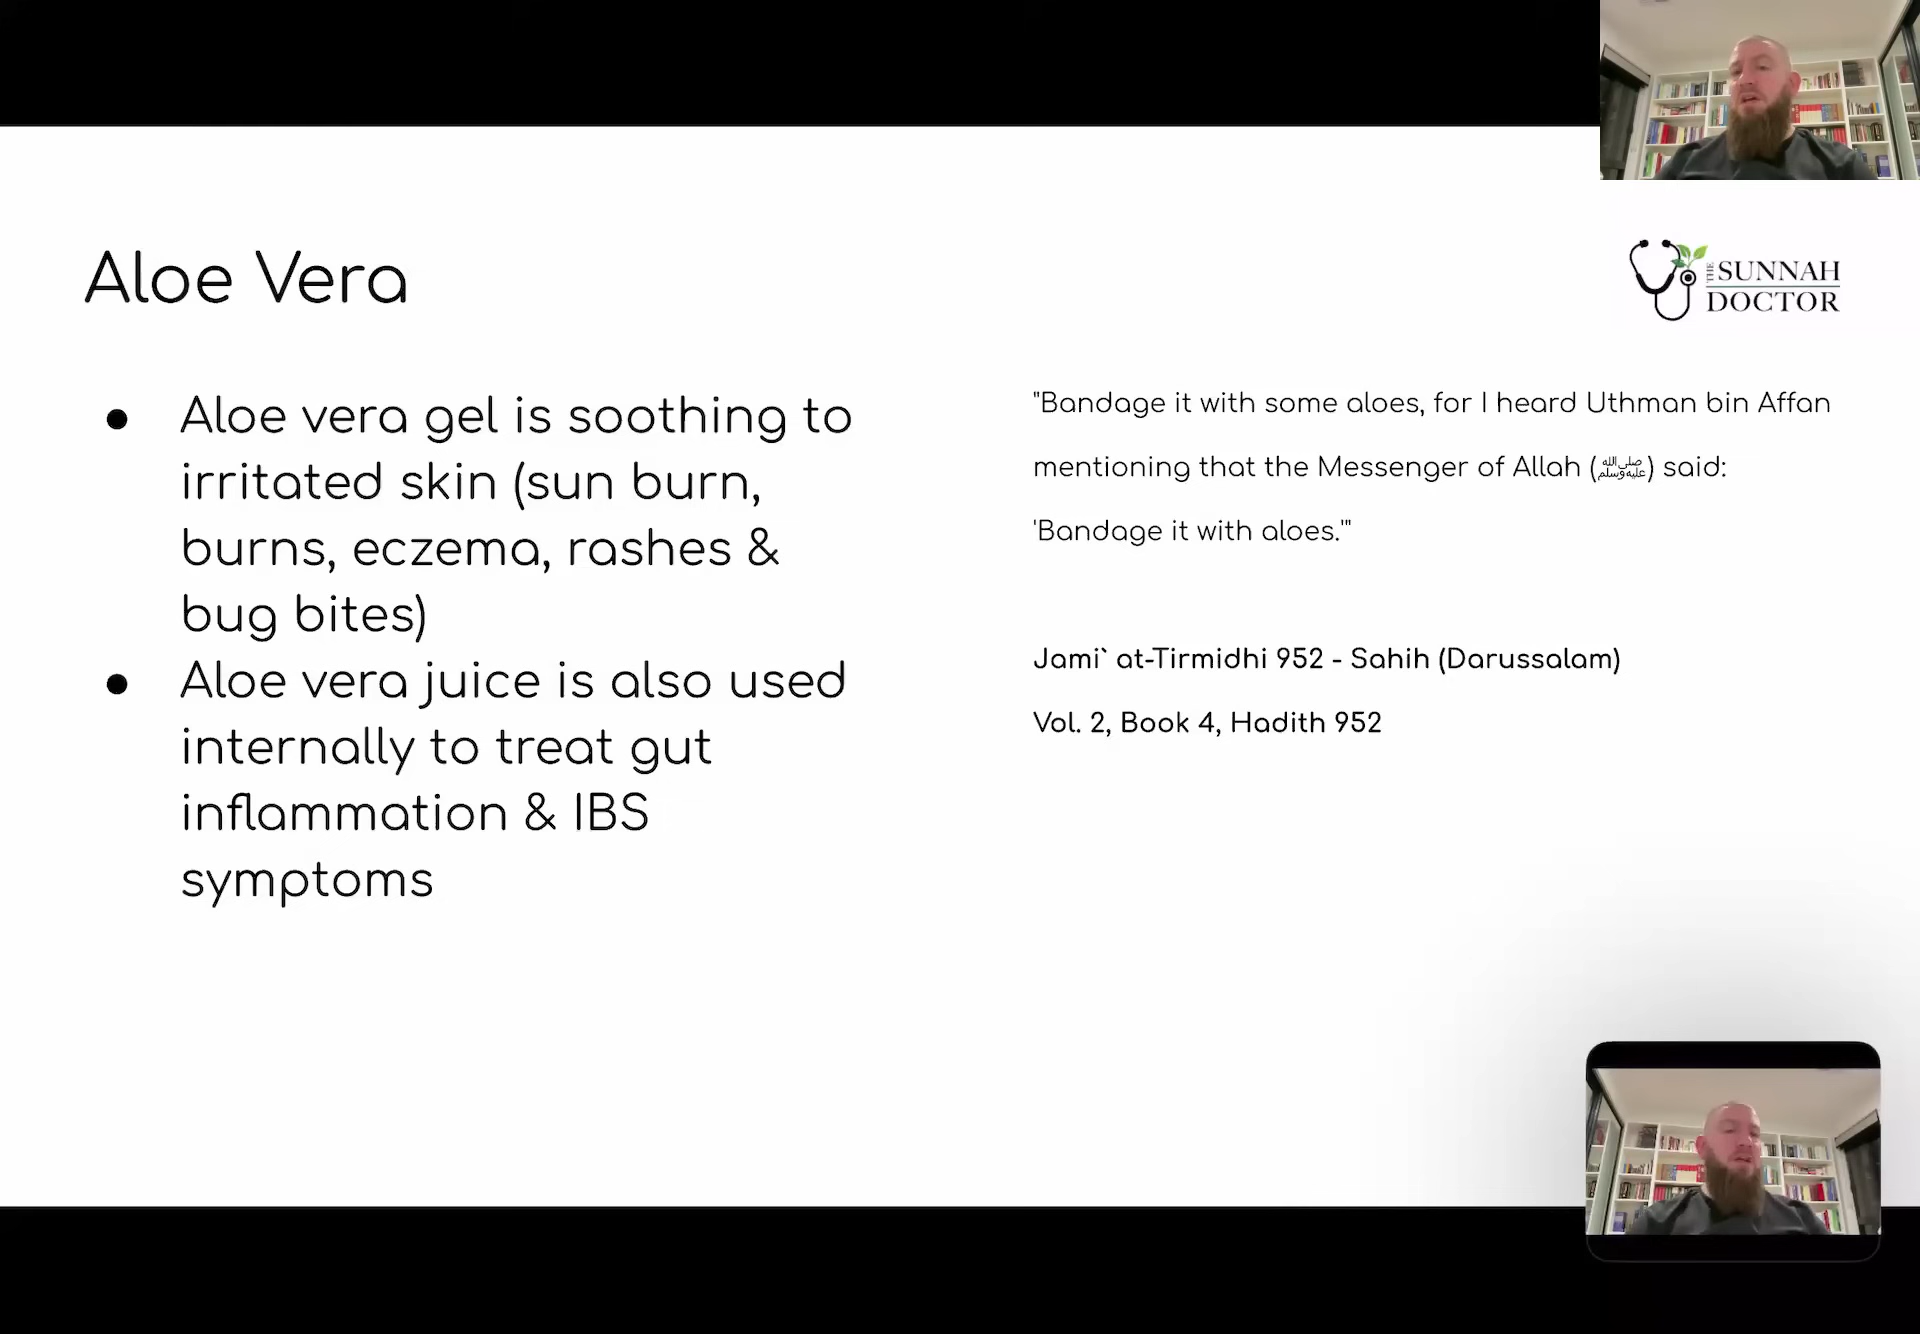 Aloe Vera
THE SUNNAH
DOCTOR
● Aloe vera gel is soothing to
irritated skin (sun burn,
burns, eczema, rashes &
bug bites)
● Aloe vera juice is also used
internally to treat gut
inflammation & IBS
symptoms
"Bandage it with some aloes, for I heard Uthman bin Affan
mentioning that the Messenger of Allah (ﷺ) said:
'Bandage it with aloes.'"
Jami` at-Tirmidhi 952 - Sahih (Darussalam)
Vol. 2, Book 4, Hadith 952